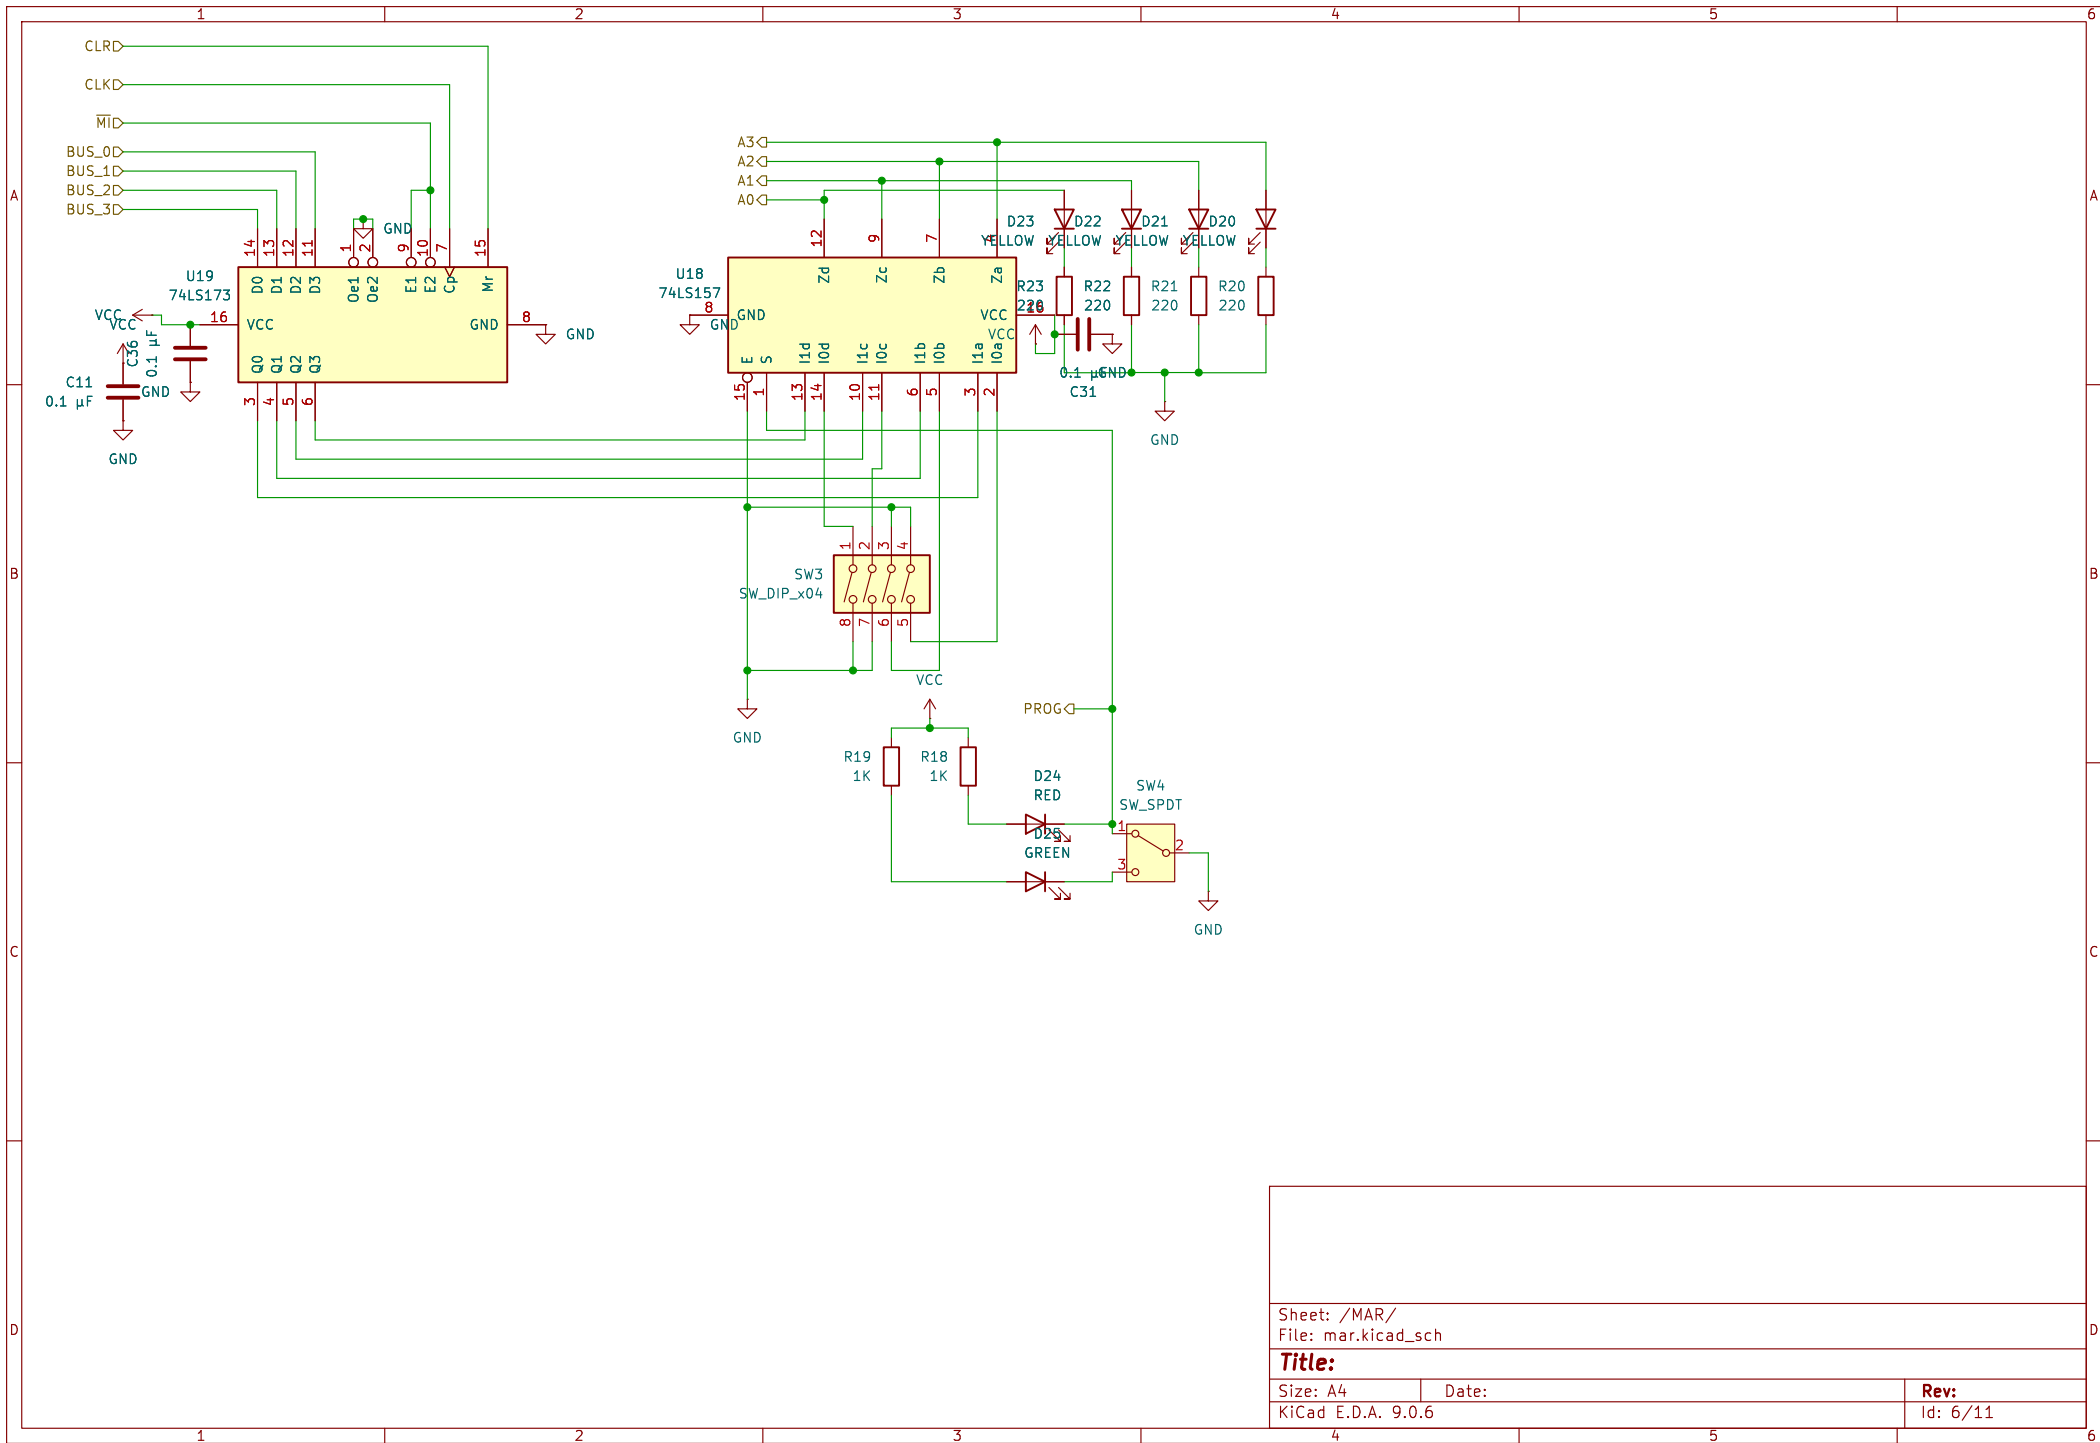 1 2 3 4 5 6
CLR
CLK
MI
BUS_0
BUS_1
BUS_2
BUS_3
A3
A2
A1
A0
A A
14 13 12 11 1 2 GND 9 10 7 15
U19
74LS173
D0 D1 D2 D3 Oe1 Oe2 E1 E2 Cp Mr
VCC
VCC
16 VCC
GND 8
GND
Q0 Q1 Q2 Q3
3 4 5 6
C36
0.1 µF
GND
C11
0.1 µF
GND
12 9 7 4
U18
74LS157
Zd Zc Zb Za
8 GND
GND
VCC 16
VCC
E S I1d I0d I1c I0c I1b I0b I1a I0a
15 1 13 14 10 11 6 5 3 2
D23 D22 D21 D20
YELLOW YELLOW YELLOW YELLOW
R23 R22 R21 R20
220 220 220 220
0.1 µF GND
C31
GND
B B
1 2 3 4
SW3
SW_DIP_x04
8 7 6 5
GND
VCC
PROG
R19 R18
1K 1K
D24
RED
D25
GREEN
SW4
SW_SPDT
1
2
3
GND
C C
D D
Sheet: /MAR/
File: mar.kicad_sch
Title:
Size: A4 Date: Rev:
KiCad E.D.A. 9.0.6 Id: 6/11
1 2 3 4 5 6